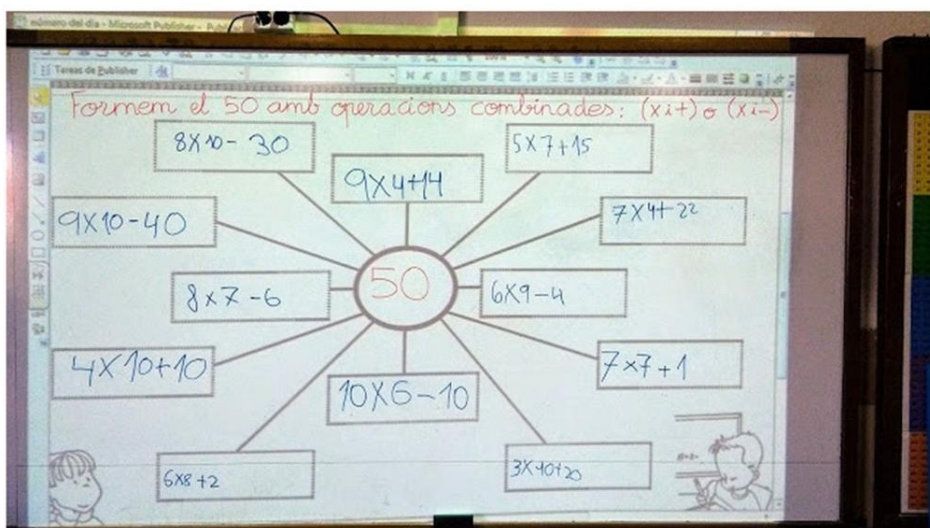 número del dia - Microsoft Publisher -
Tareas de Publisher
Formem el 50 amb operacions combinades: (x i +) o (x i -)
8x10-30
5x7+15
9x4+14
9x10-40
7x4+22
50
8x7-6
6x9-4
4x10+10
7x7+1
10x6-10
6x8+2
3x10+20